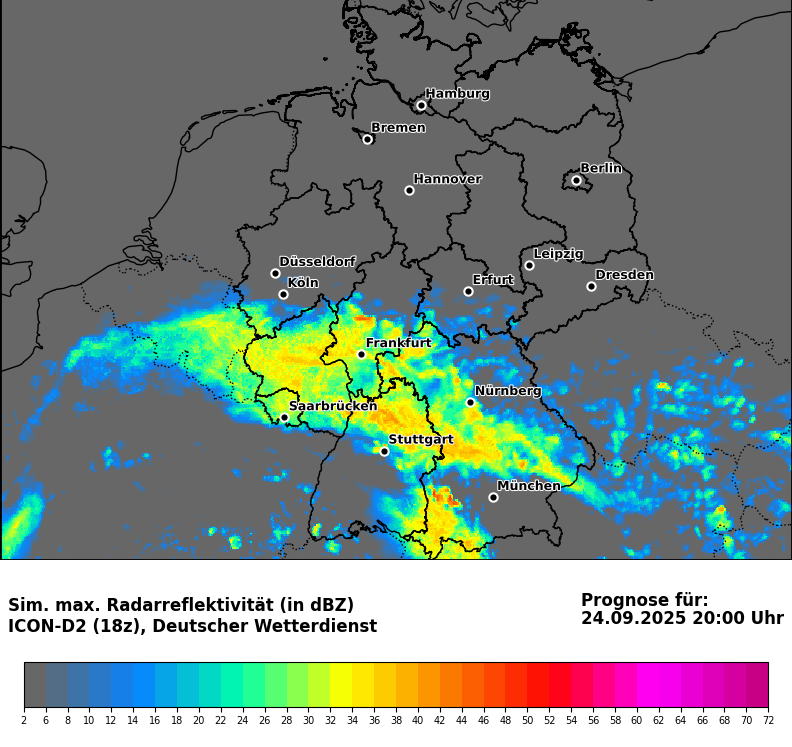 Hamburg
Bremen
Berlin
Hannover
Leipzig
Düsseldorf
Dresden
Köln
Erfurt
Frankfurt
Nürnberg
Saarbrücken
Stuttgart
München
Sim. max. Radarreflektivität (in dBZ)
ICON-D2 (18z), Deutscher Wetterdienst
Prognose für:
24.09.2025 20:00 Uhr
2 6 8 10 12 14 16 18 20 22 24 26 28 30 32 34 36 38 40 42 44 46 48 50 52 54 56 58 60 62 64 66 70 72